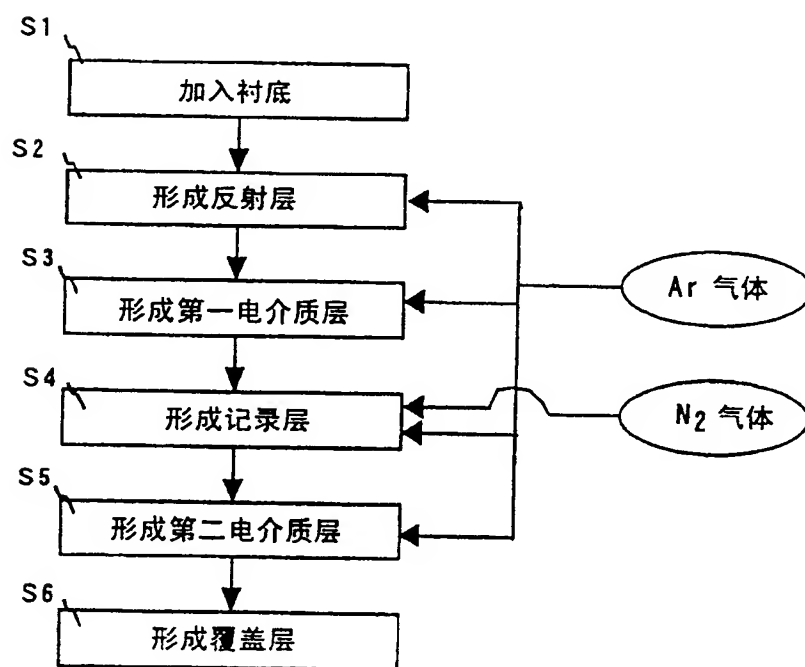 S1
加入衬底
S2
形成反射层
S3
形成第一电介质层
Ar 气体
S4
形成记录层
N2 气体
S5
形成第二电介质层
S6
形成覆盖层